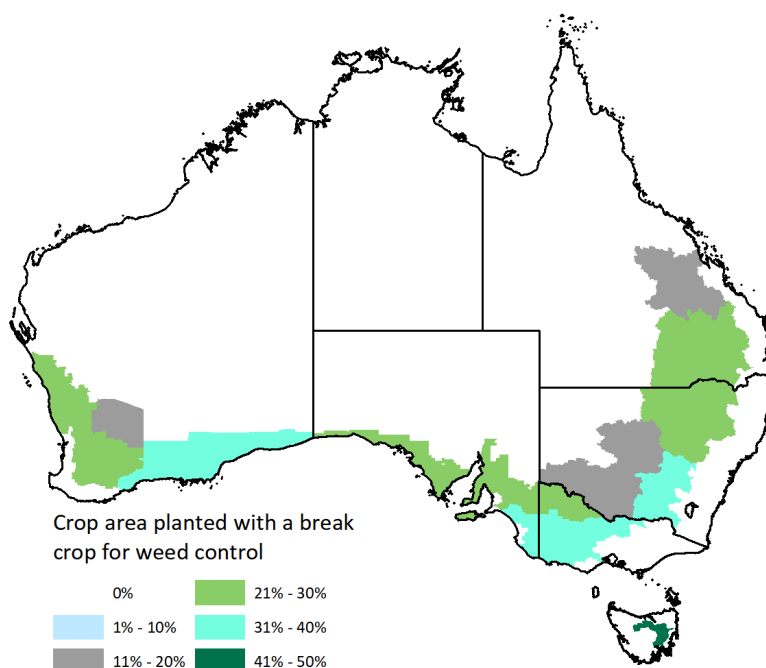 Crop area planted with a break
crop for weed control
0% 21% - 30%
1% - 10% 31% - 40%
11% - 20% 41% - 50%